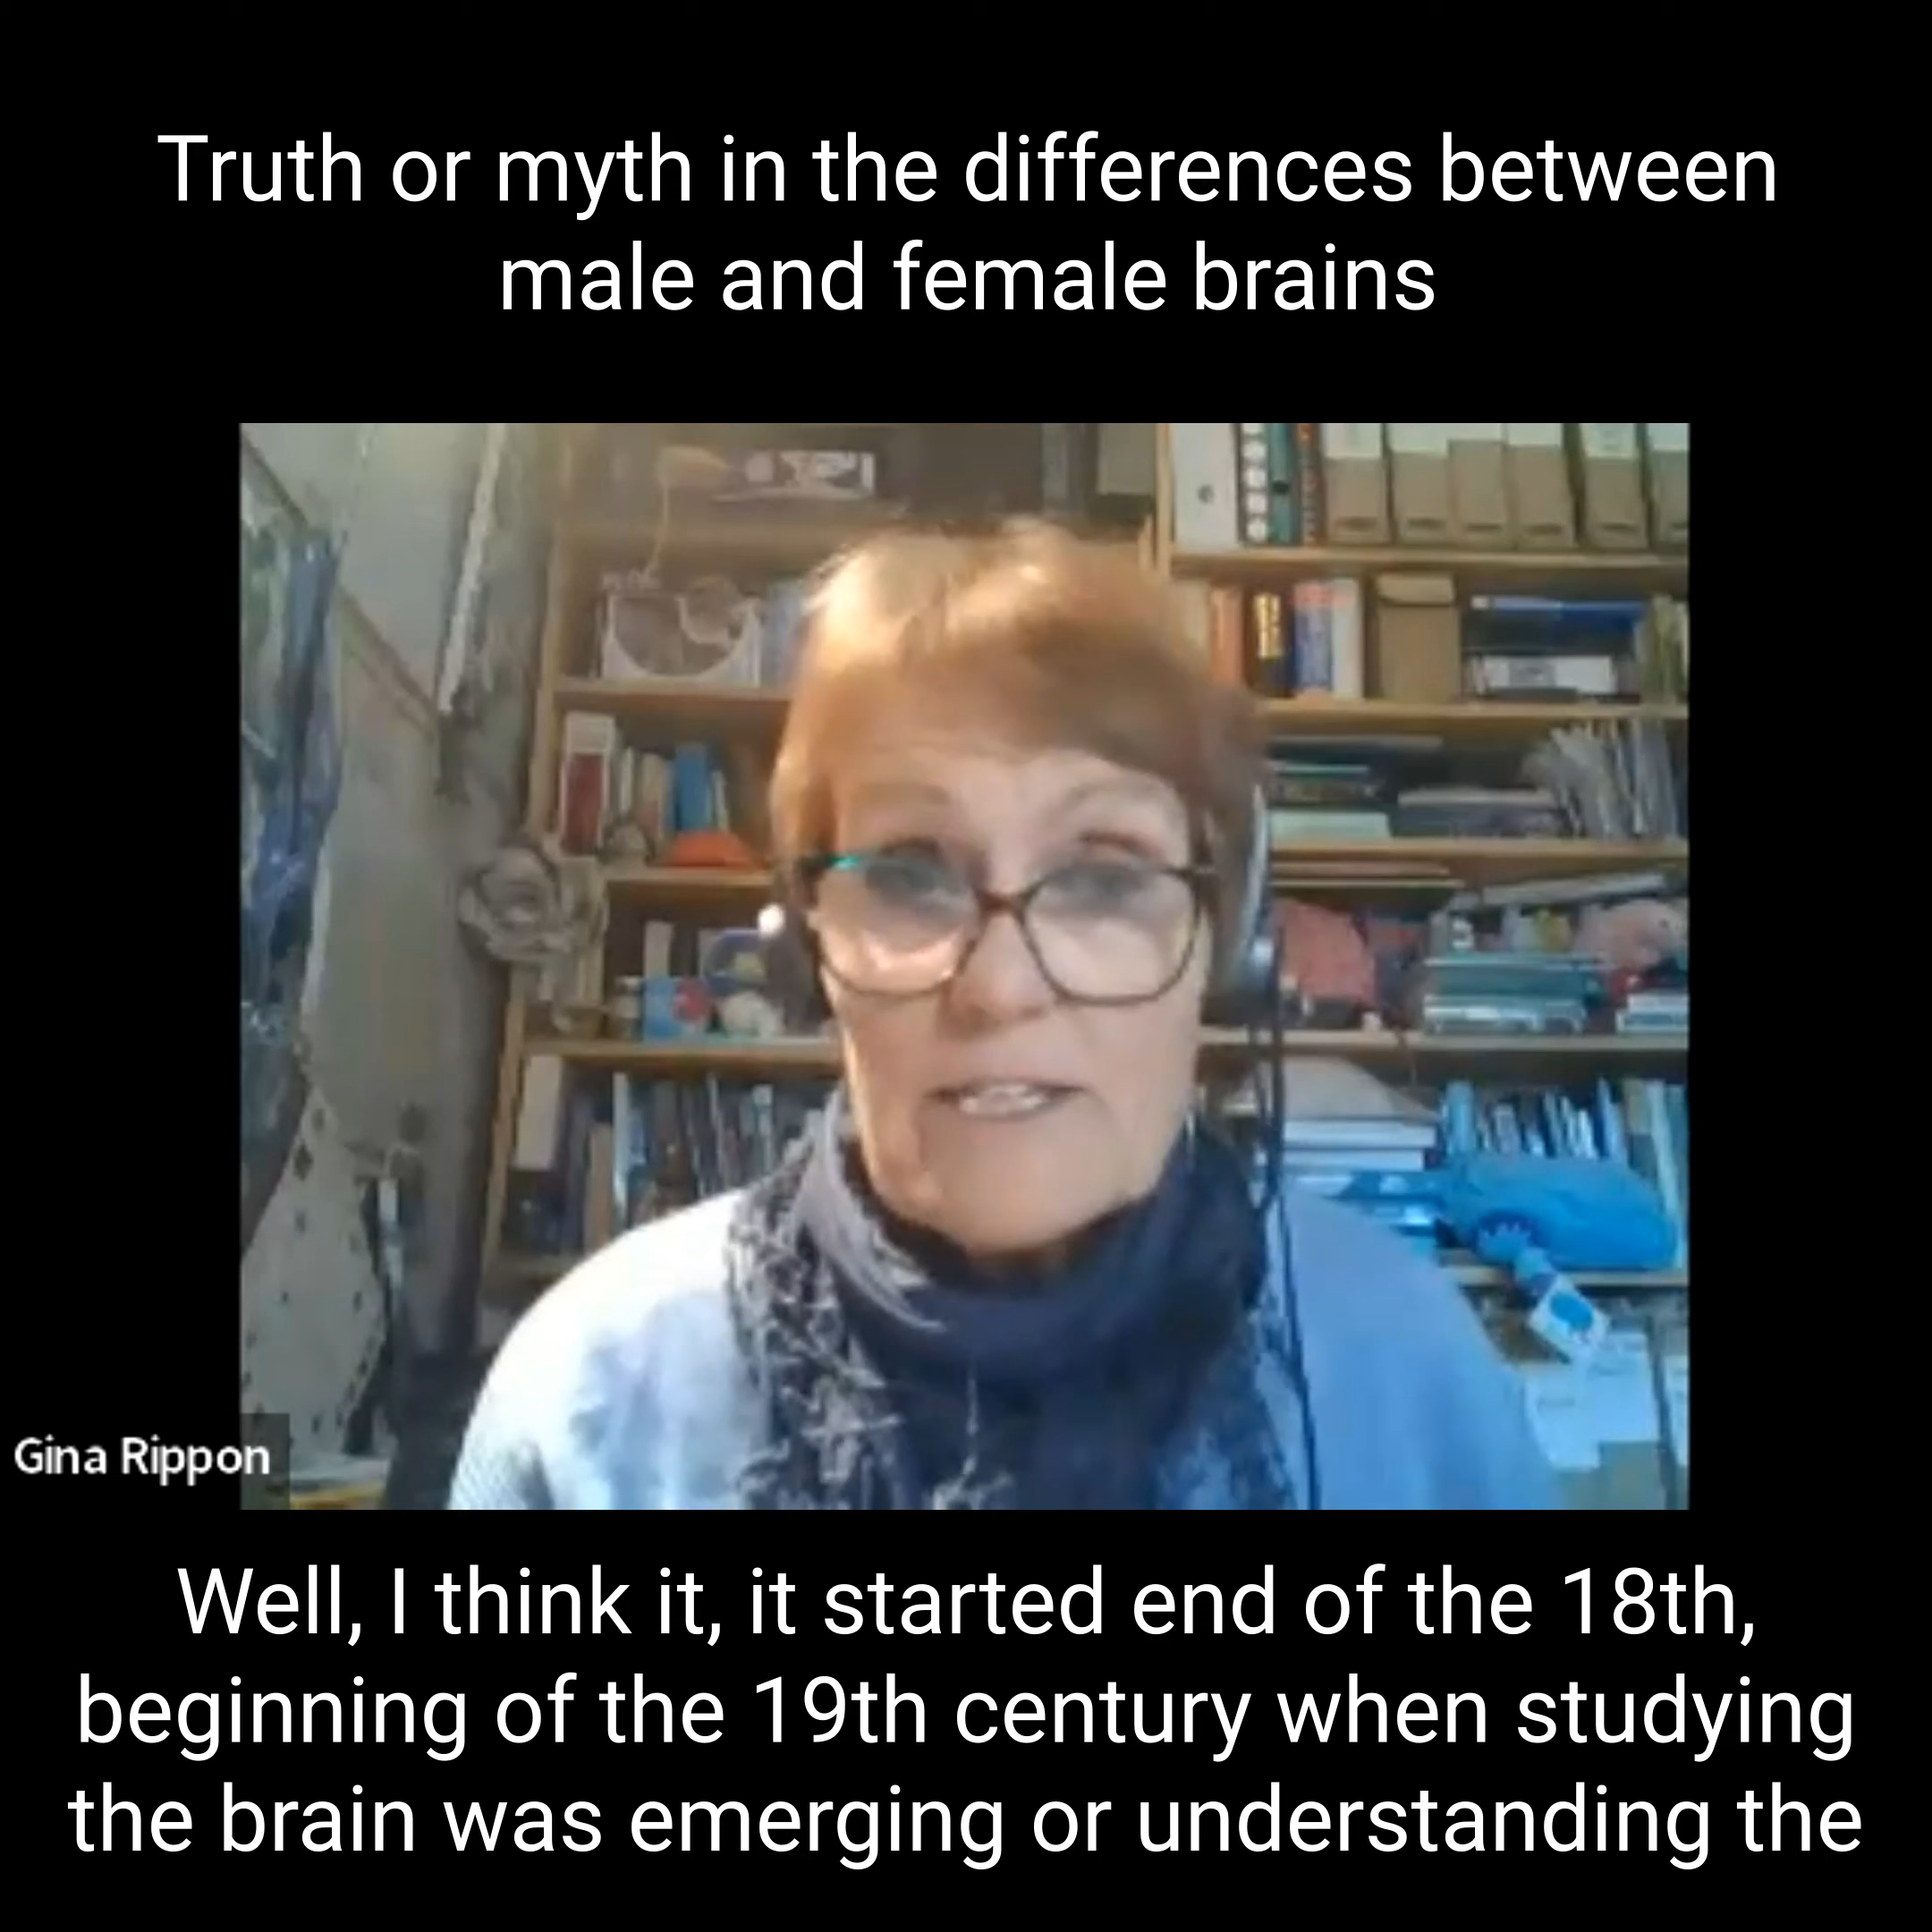 Truth or myth in the differences between
male and female brains
Gina Rippon
Well, I think it, it started end of the 18th,
beginning of the 19th century when studying
the brain was emerging or understanding the